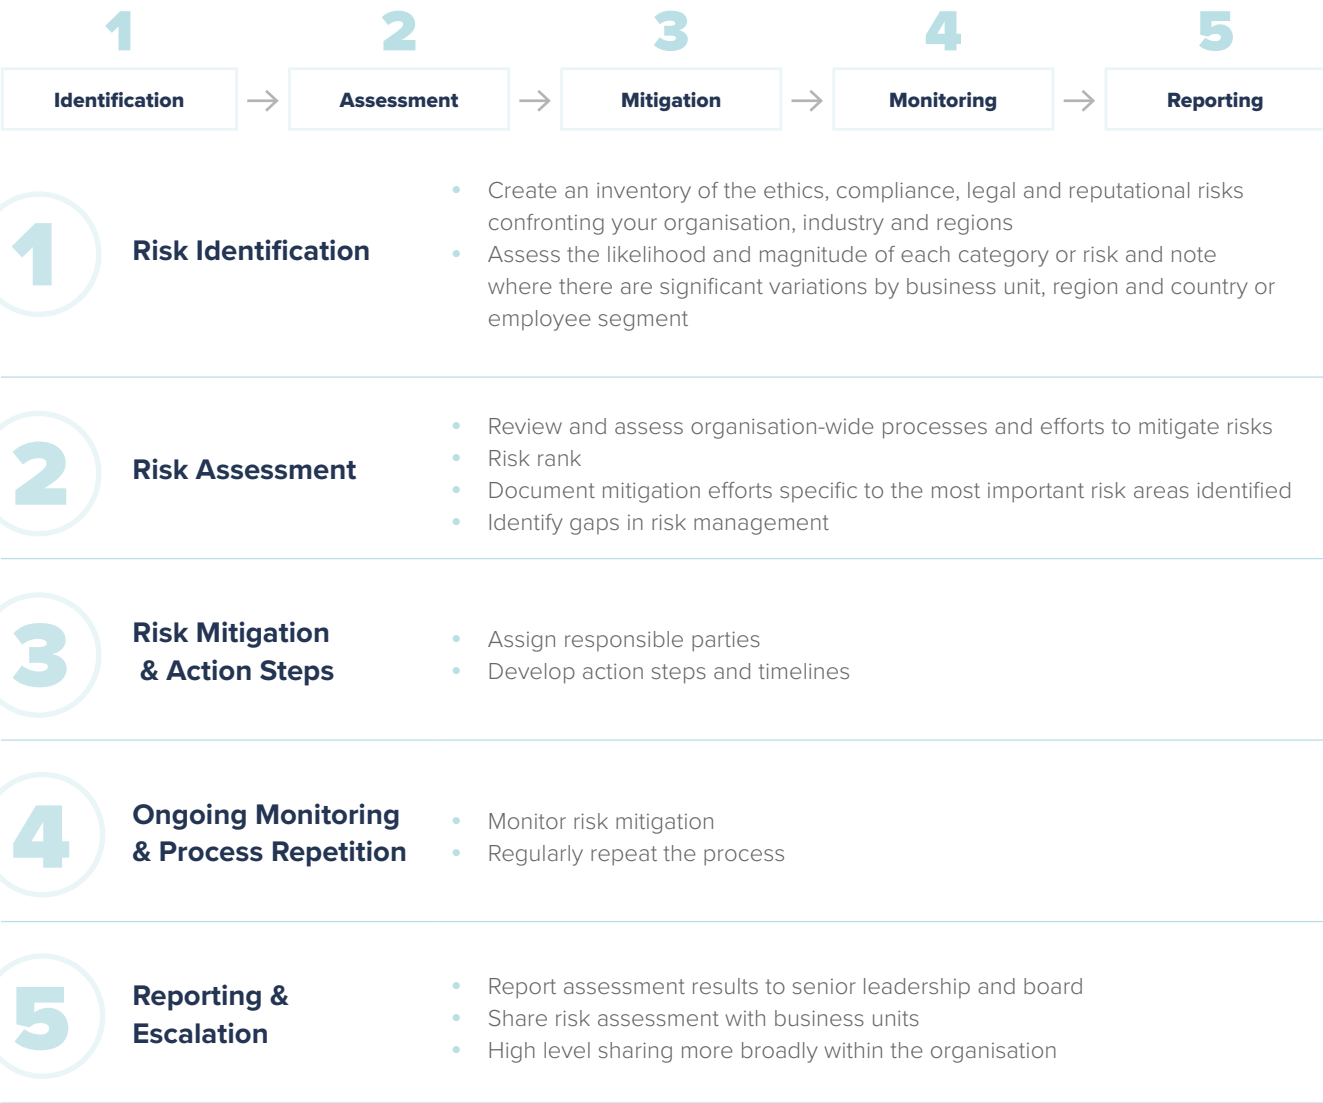 1 2 3 4 5
Identification → Assessment → Mitigation → Monitoring → Reporting
1
Risk Identification
• Create an inventory of the ethics, compliance, legal and reputational risks
confronting your organisation, industry and regions
• Assess the likelihood and magnitude of each category or risk and note
where there are significant variations by business unit, region and country or
employee segment
2
Risk Assessment
• Review and assess organisation-wide processes and efforts to mitigate risks
• Risk rank
• Document mitigation efforts specific to the most important risk areas identified
• Identify gaps in risk management
3
Risk Mitigation
& Action Steps
• Assign responsible parties
• Develop action steps and timelines
4
Ongoing Monitoring
& Process Repetition
• Monitor risk mitigation
• Regularly repeat the process
5
Reporting &
Escalation
• Report assessment results to senior leadership and board
• Share risk assessment with business units
• High level sharing more broadly within the organisation